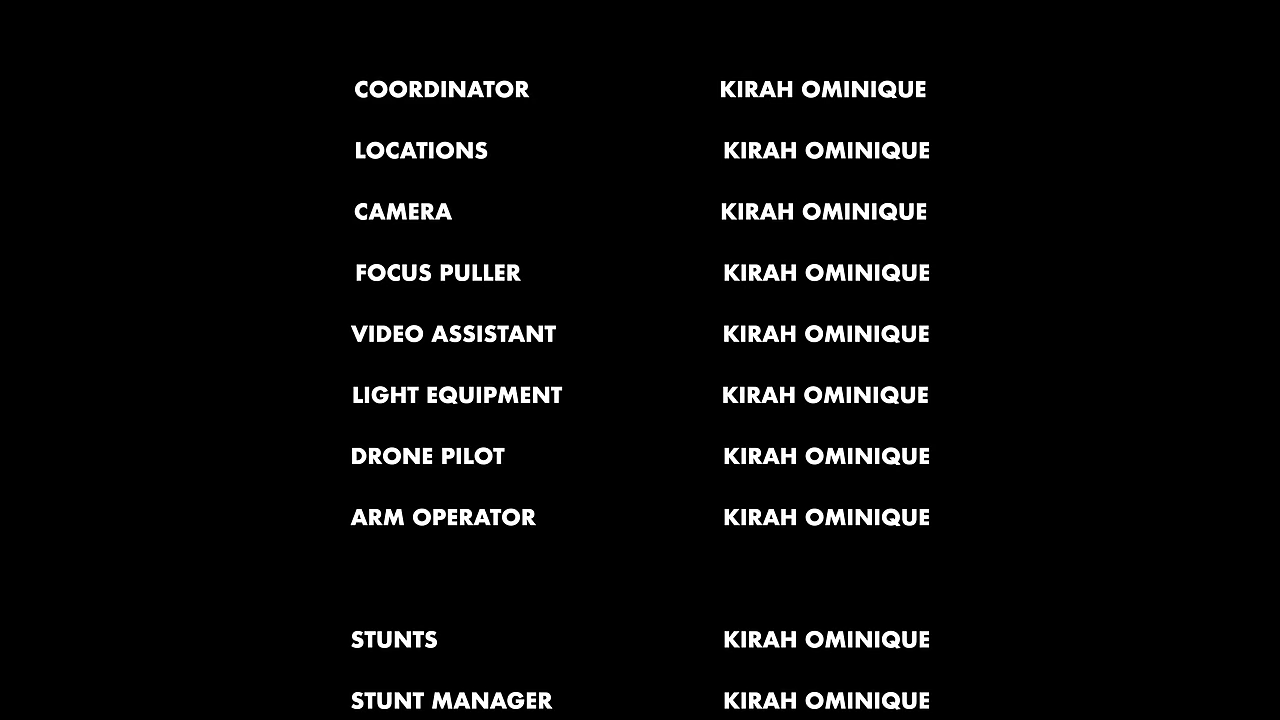 COORDINATOR KIRAH OMINIQUE
LOCATIONS KIRAH OMINIQUE
CAMERA KIRAH OMINIQUE
FOCUS PULLER KIRAH OMINIQUE
VIDEO ASSISTANT KIRAH OMINIQUE
LIGHT EQUIPMENT KIRAH OMINIQUE
DRONE PILOT KIRAH OMINIQUE
ARM OPERATOR KIRAH OMINIQUE
STUNTS KIRAH OMINIQUE
STUNT MANAGER KIRAH OMINIQUE